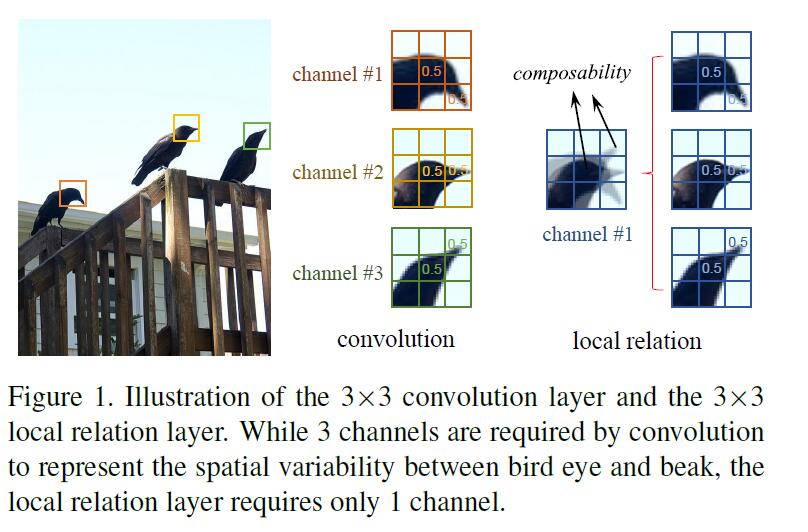 channel #1
0.5
0.5
channel #2
0.5 0.5
channel #3
0.5
0.5
convolution
composability
channel #1
0.5
0.5
0.5 0.5
0.5
0.5
local relation
Figure 1. Illustration of the 3×3 convolution layer and the 3×3
local relation layer. While 3 channels are required by convolution
to represent the spatial variability between bird eye and beak, the
local relation layer requires only 1 channel.